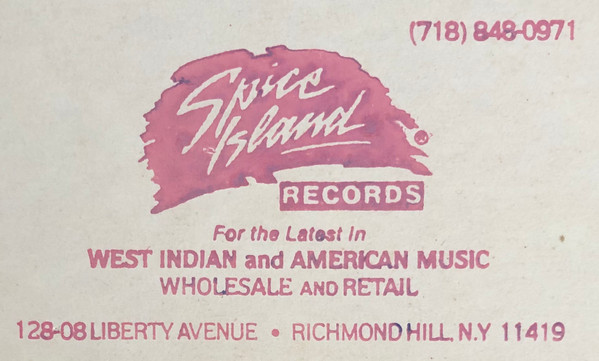 (718) 848-0971
Spice
Island
®
RECORDS
For the Latest in
WEST INDIAN and AMERICAN MUSIC
WHOLESALE AND RETAIL
128-08 LIBERTY AVENUE • RICHMOND HILL, N.Y 11419